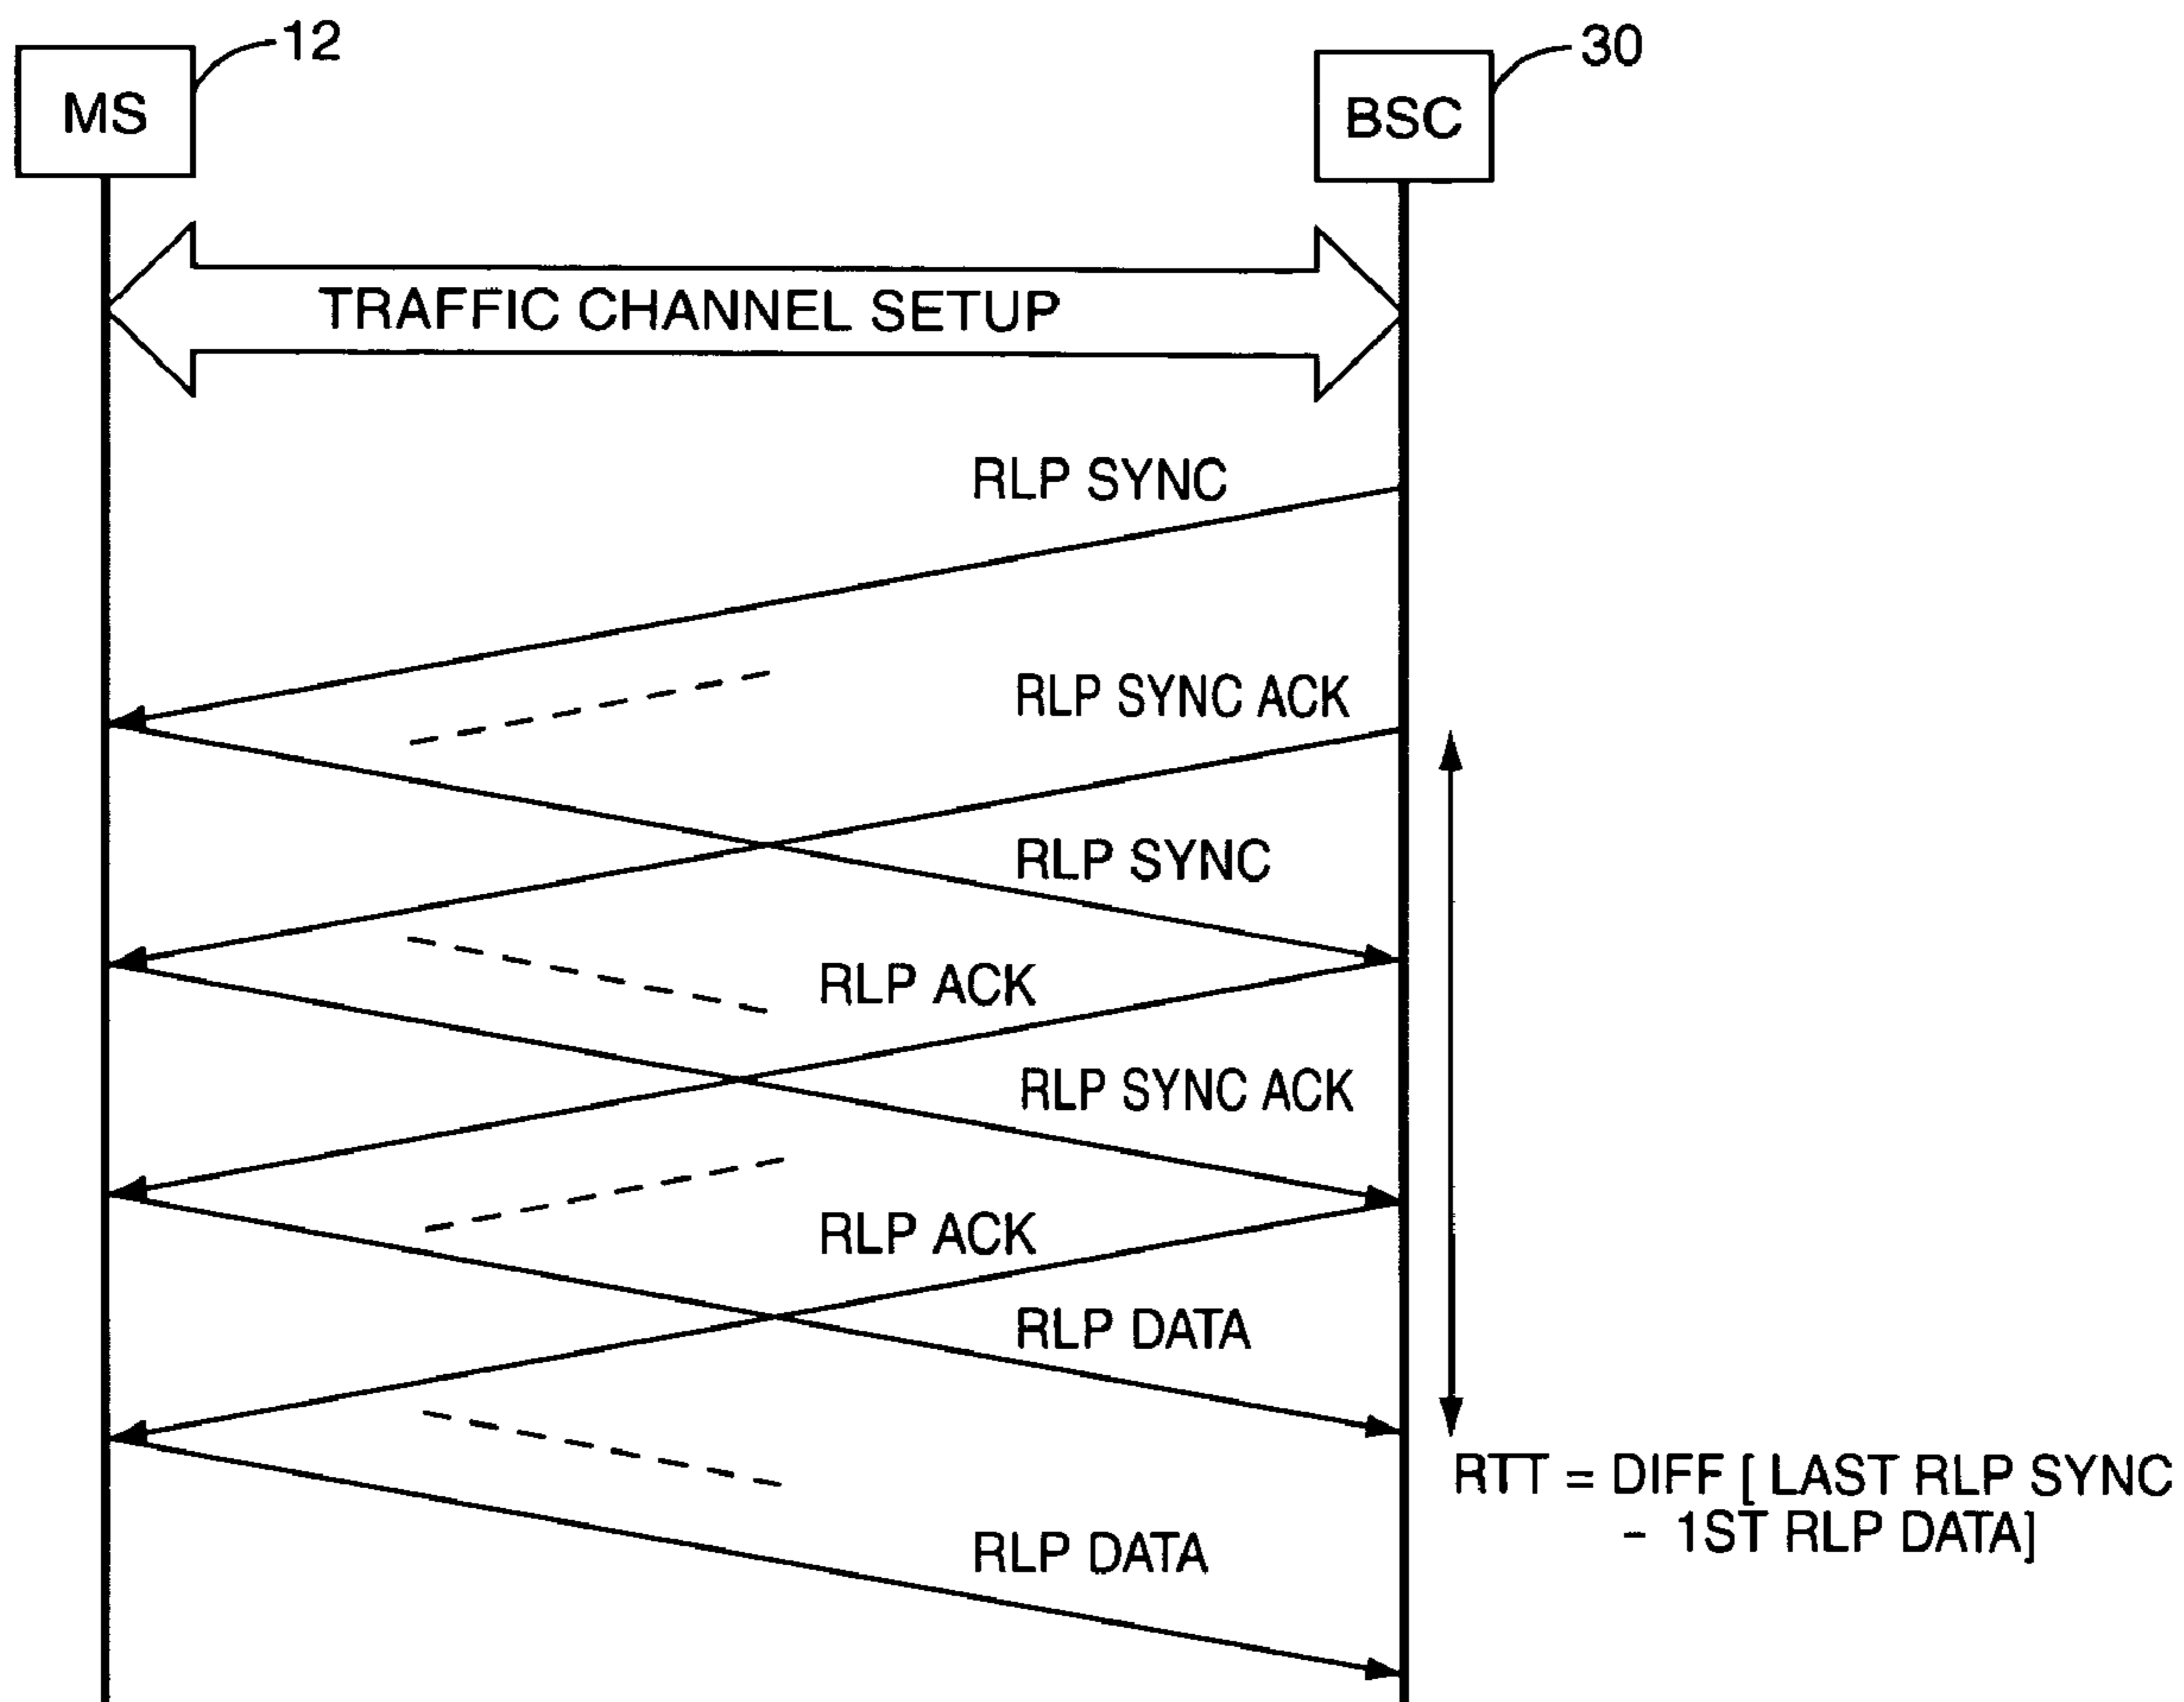 12
30
MS
BSC
TRAFFIC CHANNEL SETUP
RLP SYNC
RLP SYNC ACK
RLP SYNC
RLP ACK
RLP SYNC ACK
RLP ACK
RLP DATA
RTT = DIFF [ LAST RLP SYNC
- 1ST RLP DATA]
RLP DATA